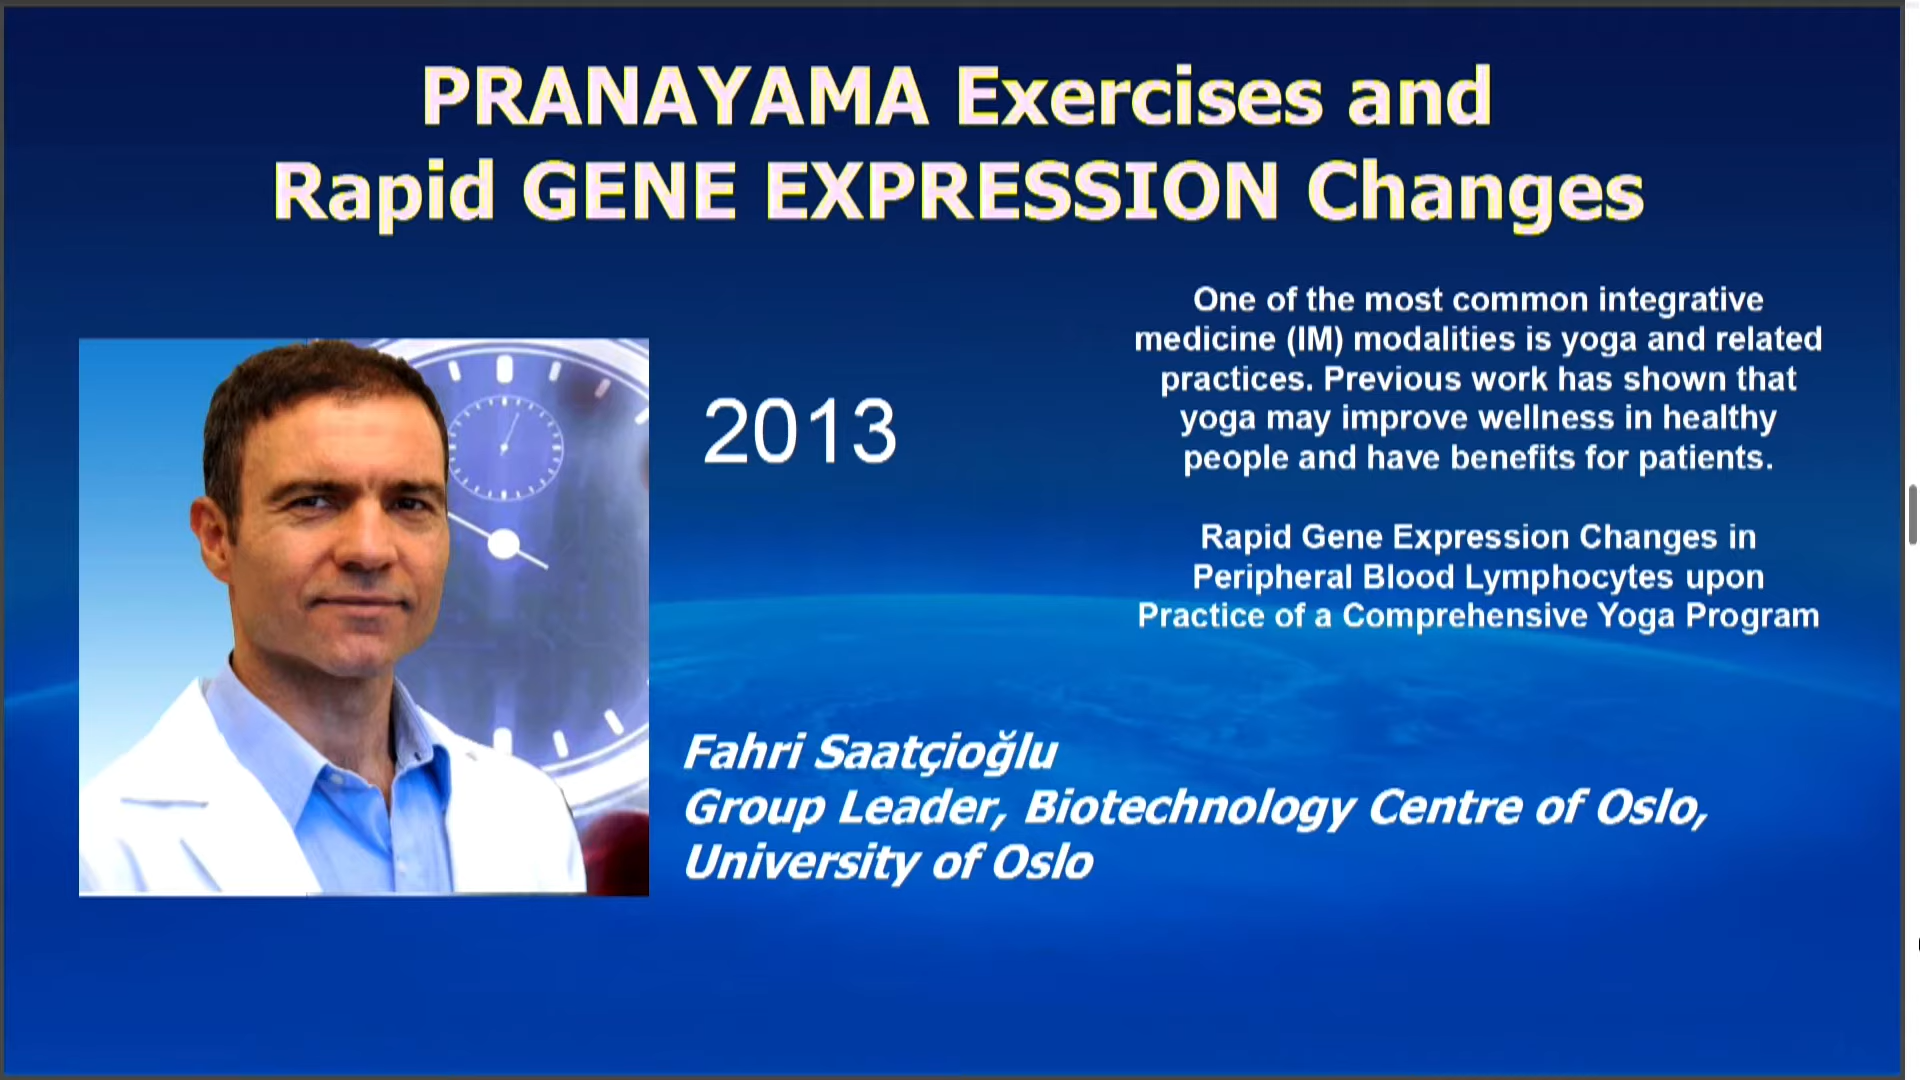 PRANAYAMA Exercises and
Rapid GENE EXPRESSION Changes
2013
One of the most common integrative
medicine (IM) modalities is yoga and related
practices. Previous work has shown that
yoga may improve wellness in healthy
people and have benefits for patients.
Rapid Gene Expression Changes in
Peripheral Blood Lymphocytes upon
Practice of a Comprehensive Yoga Program
Fahri Saatçioğlu
Group Leader, Biotechnology Centre of Oslo,
University of Oslo